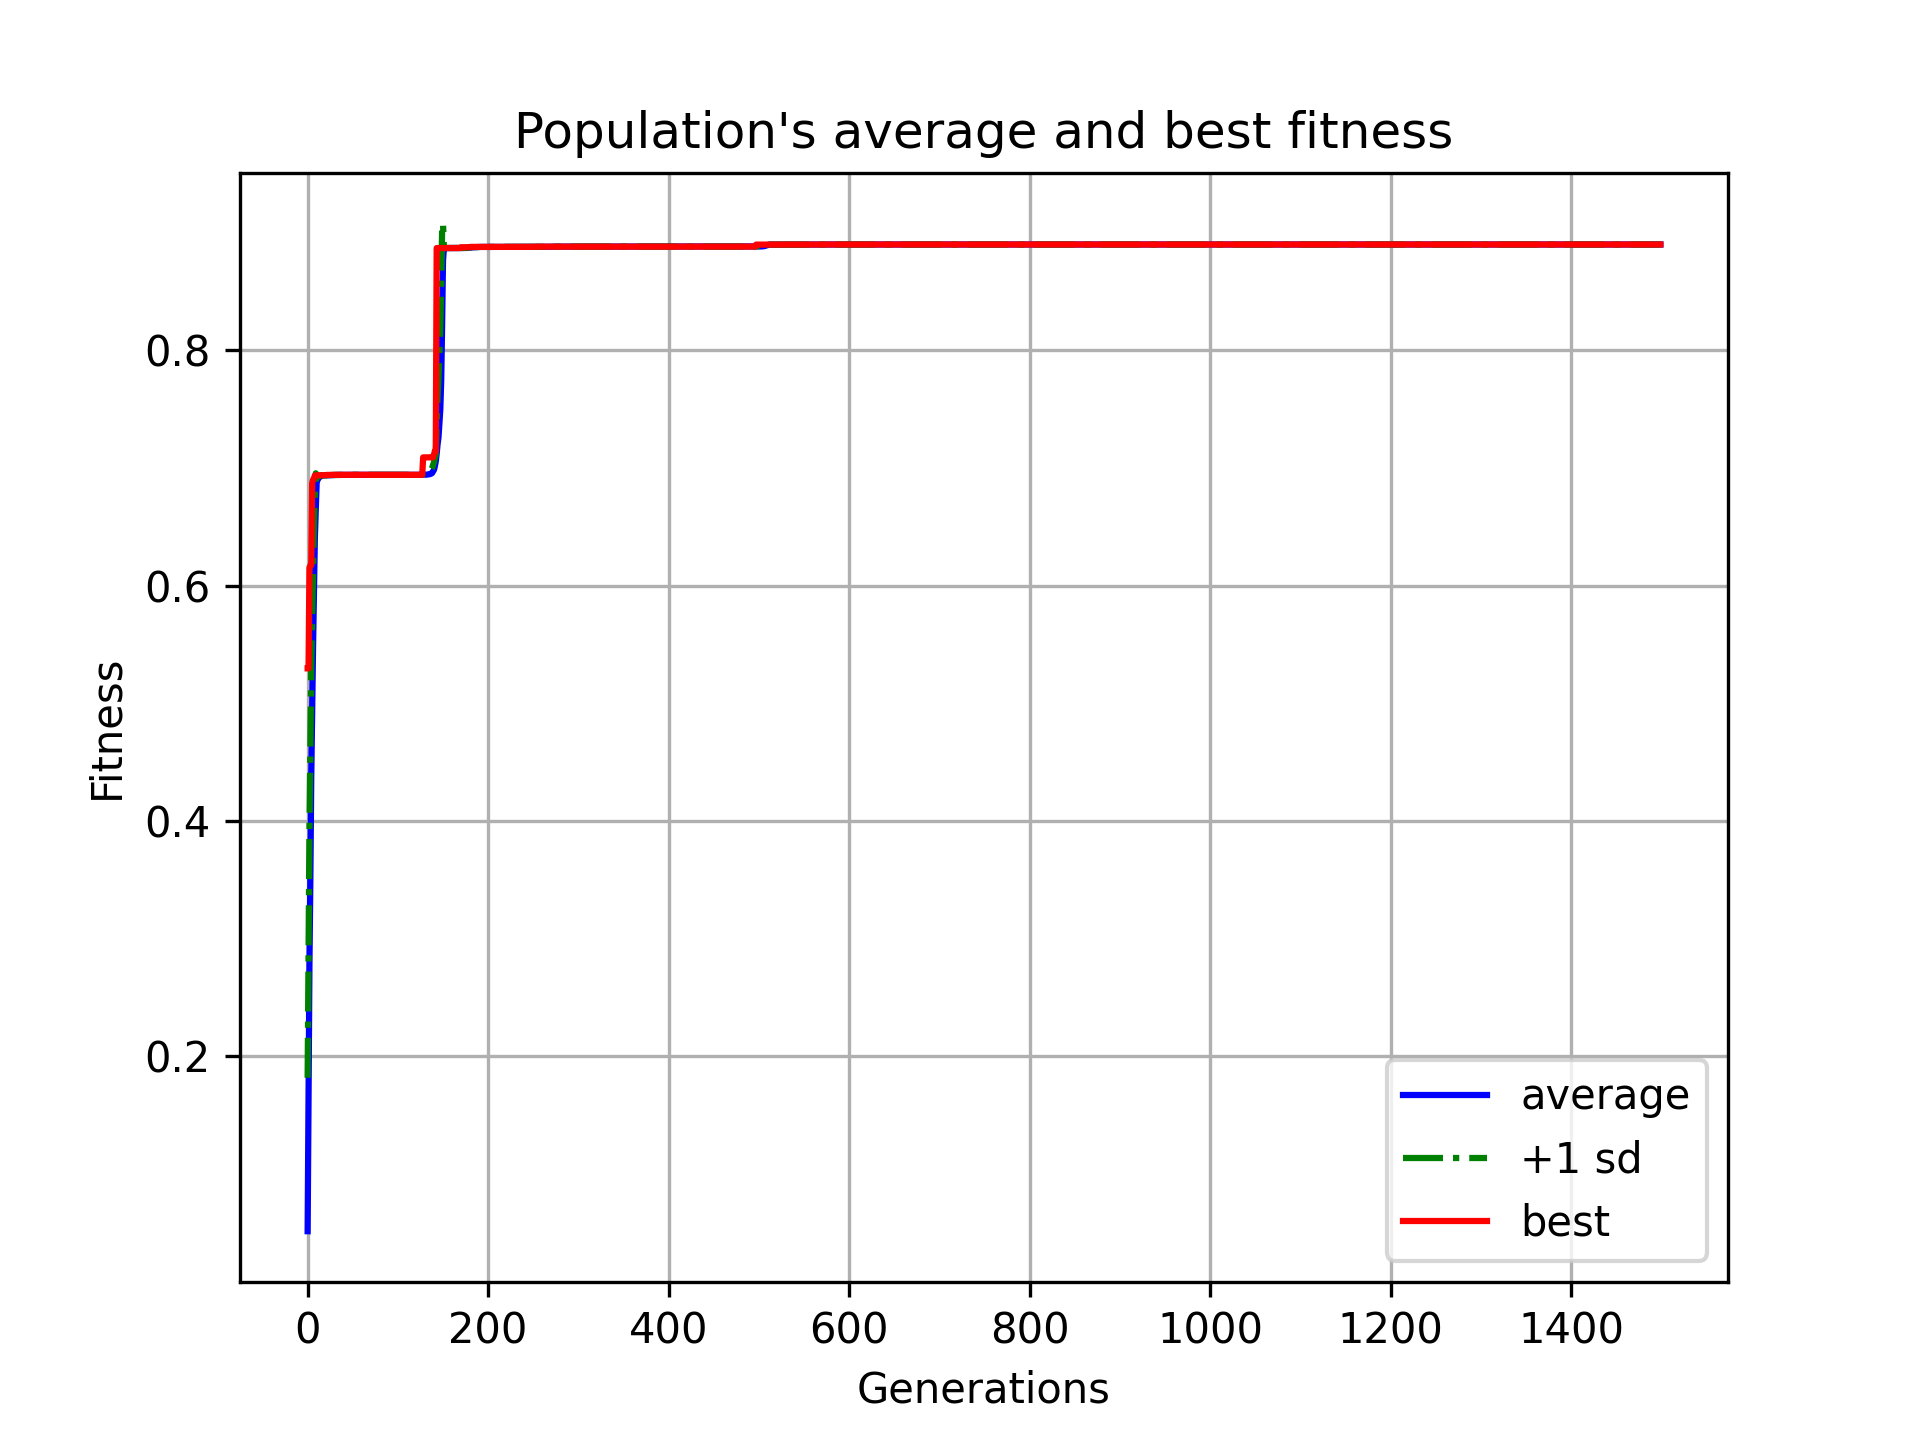 Population's average and best fitness
Fitness
0.8
0.6
0.4
0.2
0 200 400 600 800 1000 1200 1400
Generations
average
+1 sd
best